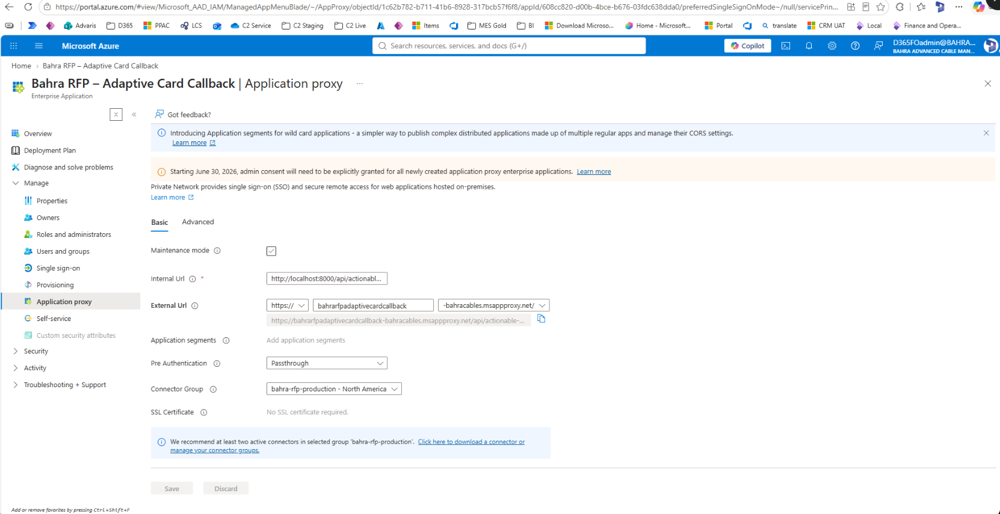 https://portal.azure.com/#view/Microsoft_AAD_IAM/ManagedAppMenuBlade/~/AppProxy/objectId/1c62b782-b711-41b6-8928-317bcb57f6f8/appId/608cc820-d00b-4bce-b676-03fdc638dda0/preferredSingleSignOnMode~/null/servicePrin...
Advaris D365 PPAC LCS C2 Service C2 Staging C2 Live Items MES Gold BI Download Microso... Home - Microsoft... Portal translate CRM UAT Local Finance and Opera...
Microsoft Azure
Search resources, services, and docs (G+/)
Copilot
D365FOadmin@BAHRA...
BAHRA ADVANCED CABLE MAN...
Home > Bahra RFP – Adaptive Card Callback
Bahra RFP – Adaptive Card Callback | Application proxy ...
Enterprise Application
Overview
Deployment Plan
Diagnose and solve problems
Manage
Properties
Owners
Roles and administrators
Users and groups
Single sign-on
Provisioning
Application proxy
Self-service
Custom security attributes
Security
Activity
Troubleshooting + Support
Got feedback?
Introducing Application segments for wild card applications - a simpler way to publish complex distributed applications made up of multiple regular apps and manage their CORS settings.
Learn more
Starting June 30, 2026, admin consent will need to be explicitly granted for all newly created application proxy enterprise applications. Learn more
Private Network provides single sign-on (SSO) and secure remote access for web applications hosted on-premises.
Learn more
Basic Advanced
Maintenance mode
Internal Url * http://localhost:8000/api/actionabl...
External Url https:// bahrarfpadaptivecardcallback -bahracables.msappproxy.net/
https://bahrarfpadaptivecardcallback-bahracables.msappproxy.net/api/actionable-...
Application segments Add application segments
Pre Authentication Passthrough
Connector Group bahra-rfp-production - North America
SSL Certificate No SSL certificate required.
We recommend at least two active connectors in selected group 'bahra-rfp-production'. Click here to download a connector or
manage your connector groups.
Save Discard
Add or remove favorites by pressing Ctrl+Shift+F